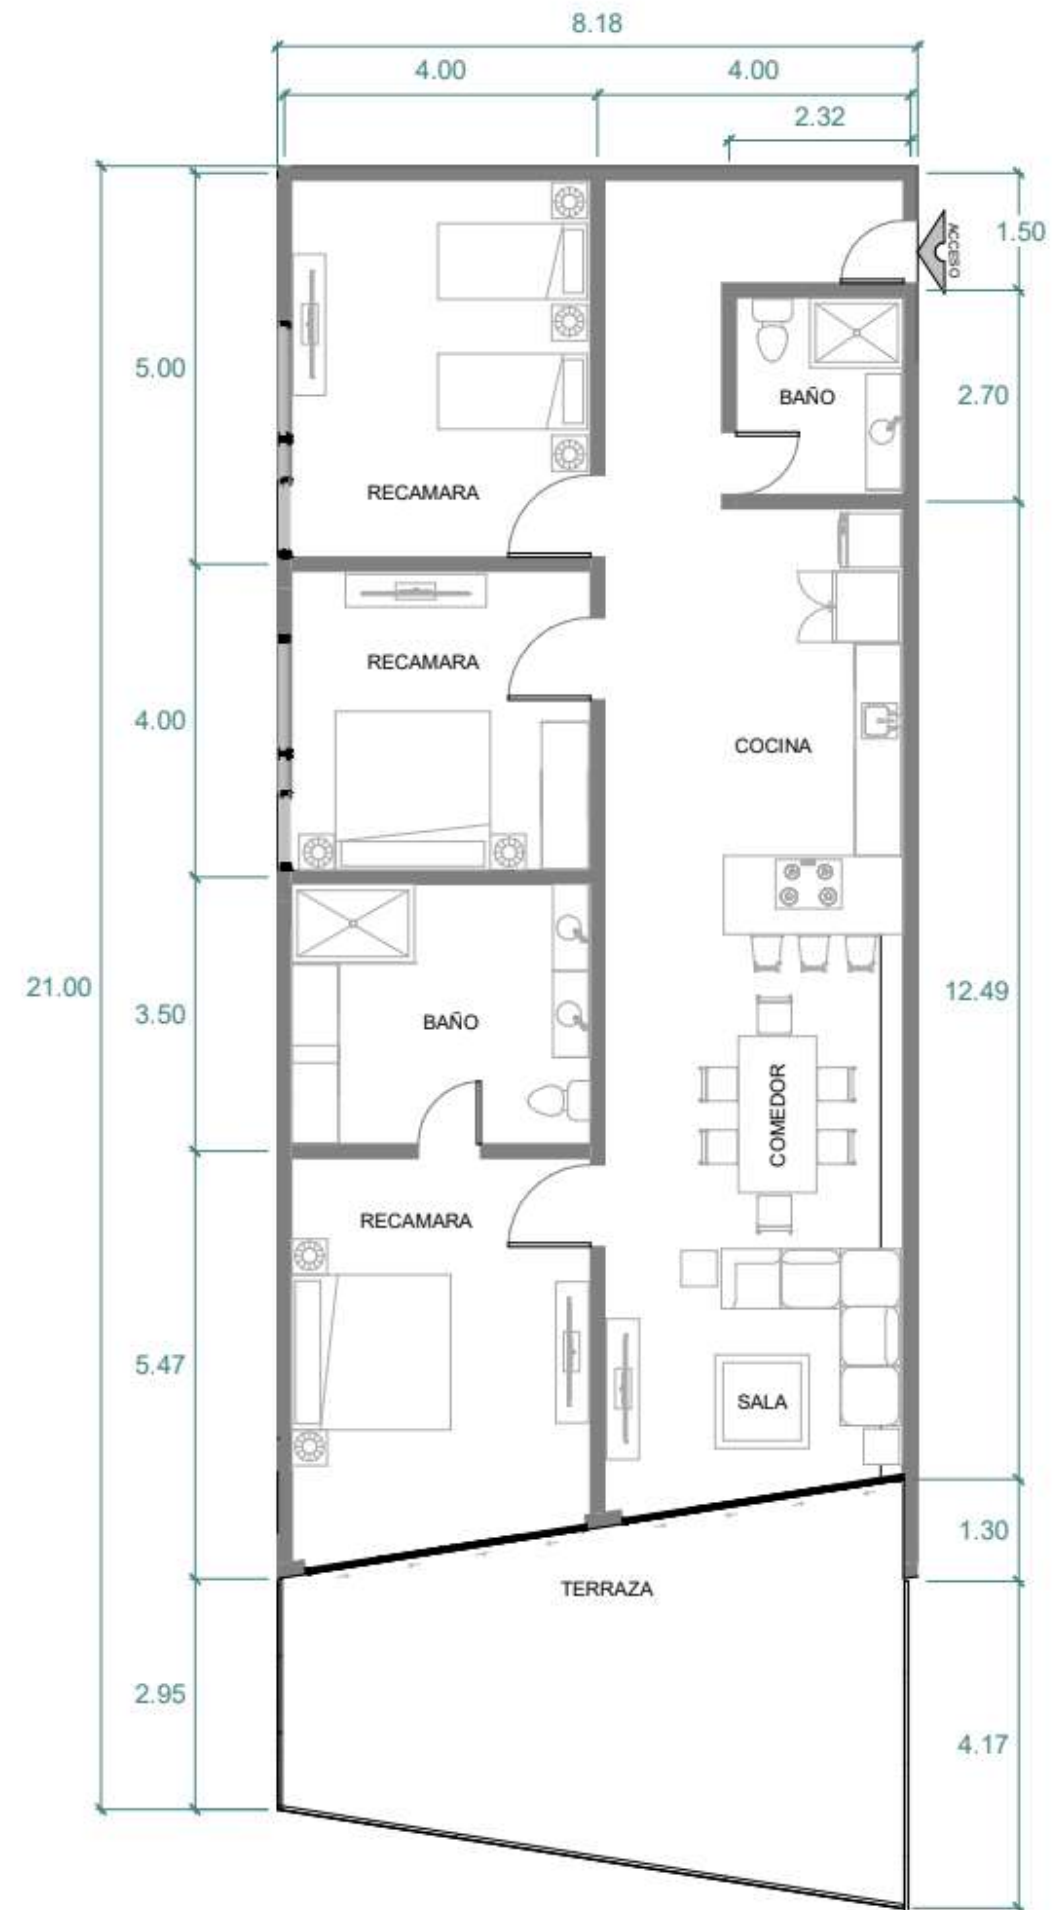 8.18
4.00
4.00
2.32
1.50
ACCESO
5.00
2.70
BAÑO
RECAMARA
RECAMARA
4.00
COCINA
21.00
3.50
12.49
BAÑO
COMEDOR
RECAMARA
5.47
SALA
1.30
TERRAZA
2.95
4.17